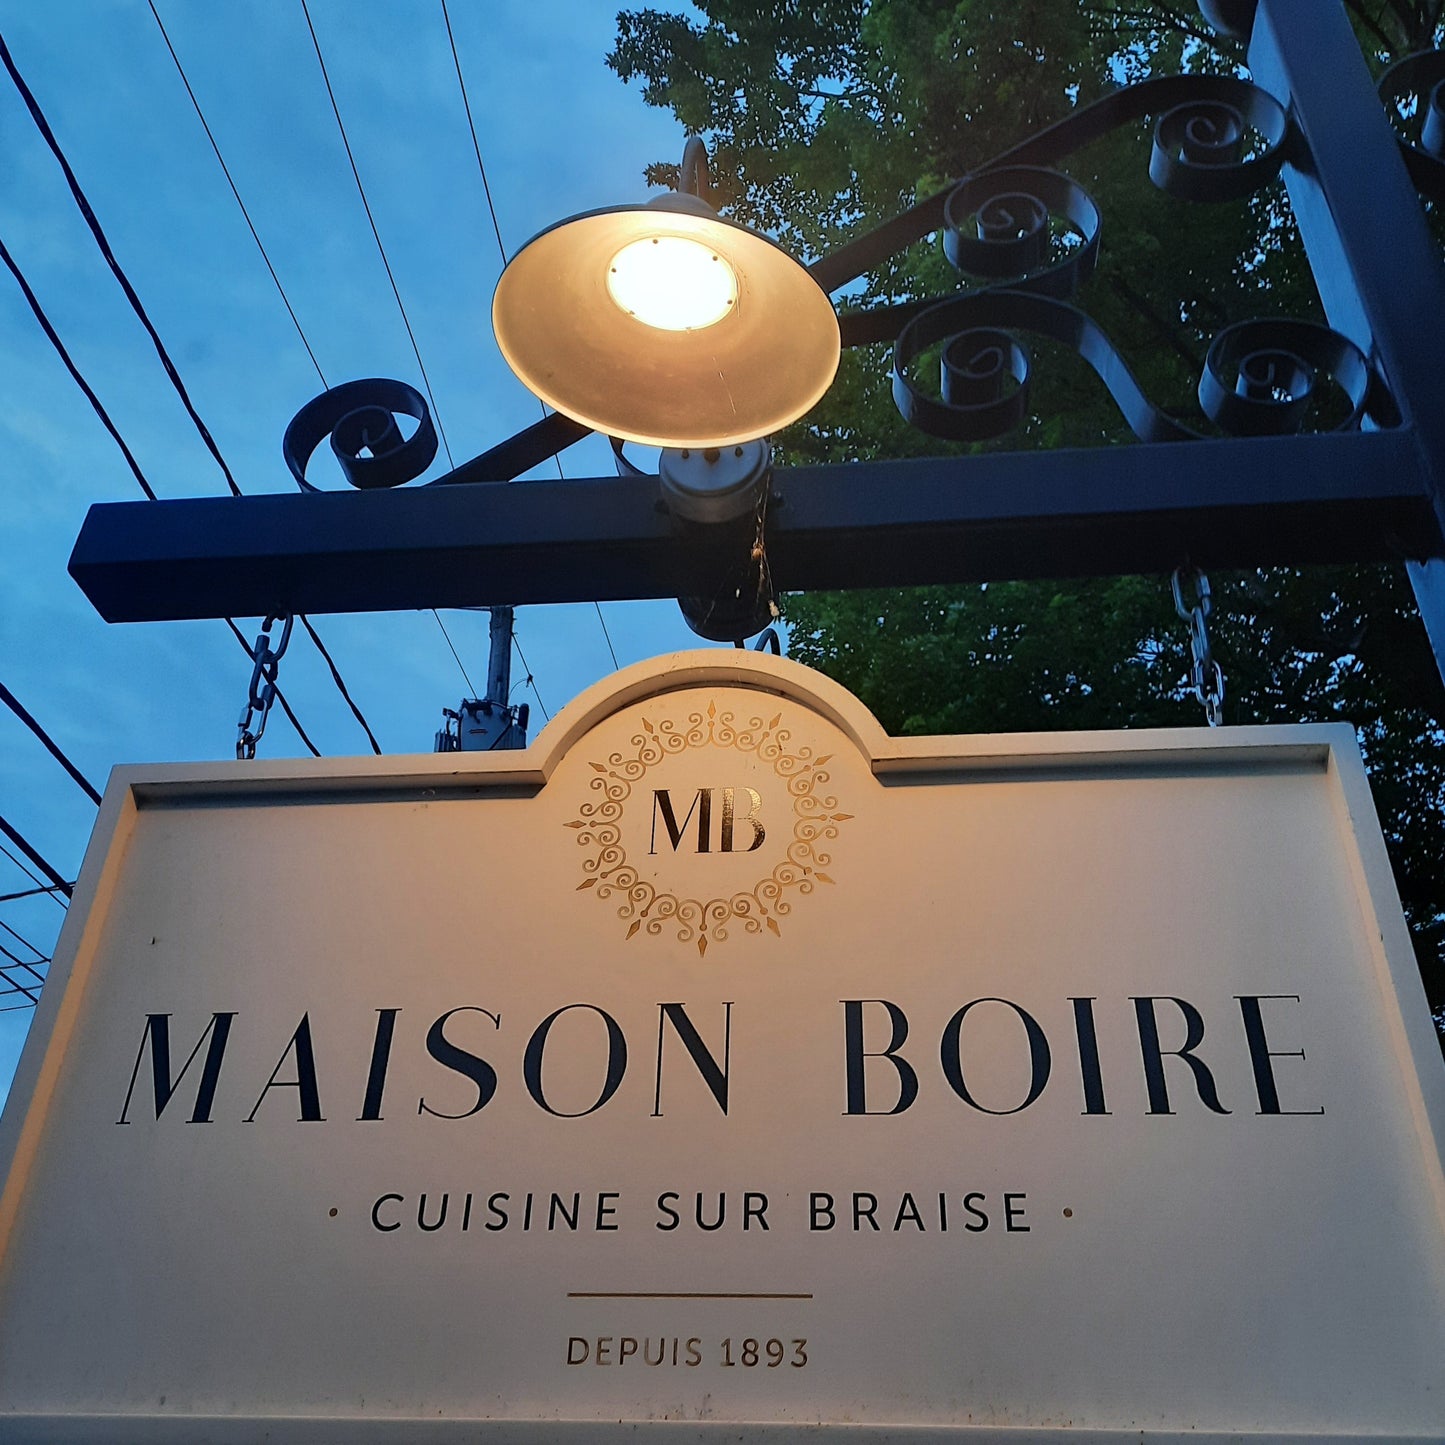 MB
MAISON BOIRE
· CUISINE SUR BRAISE ·
DEPUIS 1893